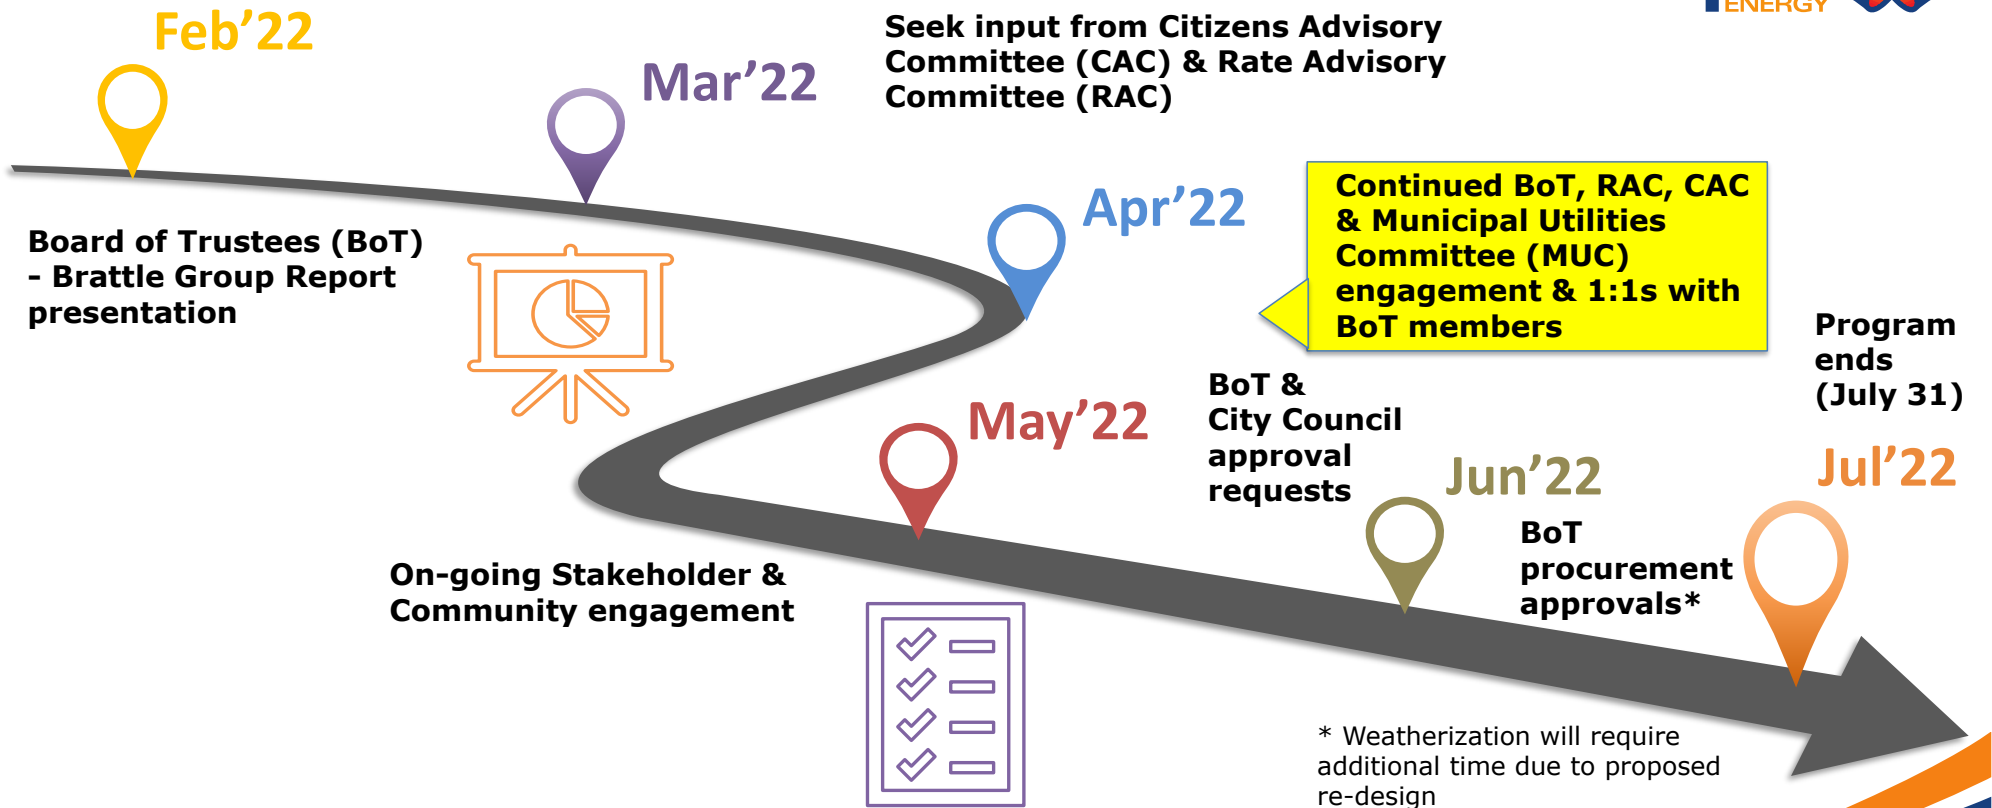 ENERGY
Feb’22
Mar’22
Seek input from Citizens Advisory
Committee (CAC) & Rate Advisory
Committee (RAC)
Board of Trustees (BoT)
- Brattle Group Report
presentation
Apr’22
Continued BoT, RAC, CAC
& Municipal Utilities
Committee (MUC)
engagement & 1:1s with
BoT members
May’22
On-going Stakeholder &
Community engagement
BoT &
City Council
approval
requests
Jun’22
BoT
procurement
approvals*
Program
ends
(July 31)
Jul’22
* Weatherization will require
additional time due to proposed
re-design